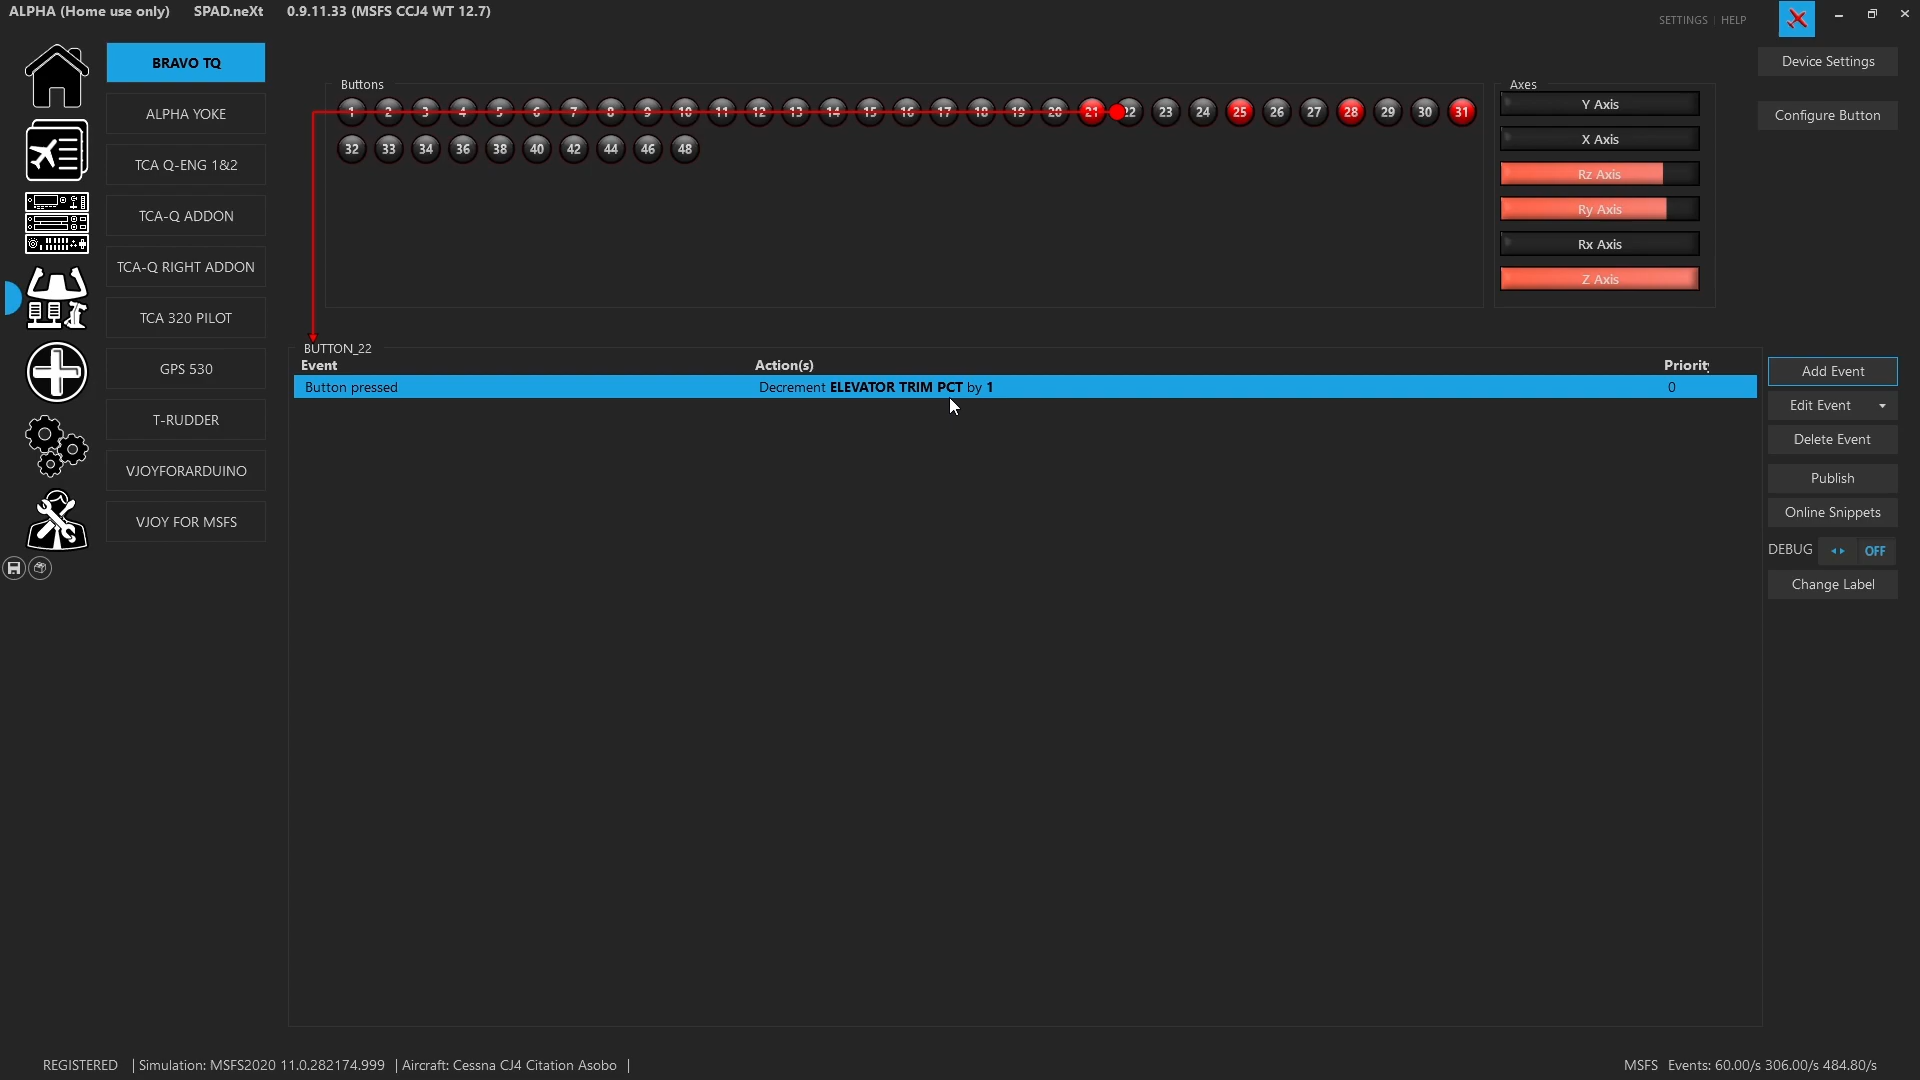 ALPHA (Home use only) SPAD.neXt 0.9.11.33 (MSFS CCJ4 WT 12.7)
SETTINGS | HELP
BRAVO TQ
ALPHA YOKE
TCA Q-ENG 1&2
TCA-Q ADDON
TCA-Q RIGHT ADDON
TCA 320 PILOT
GPS 530
T-RUDDER
VJOYFORARDUINO
VJOY FOR MSFS
Buttons
1 2 3 4 5 6 7 8 9 10 11 12 13 14 15 16 17 18 19 20 21 22 23 24 25 26 27 28 29 30 31
32 33 34 36 38 40 42 44 46 48
Axes
Y Axis
X Axis
Rz Axis
Ry Axis
Rx Axis
Z Axis
Device Settings
Configure Button
BUTTON_22
Event Action(s) Priorit
Button pressed Decrement ELEVATOR TRIM PCT by 1 0
Add Event
Edit Event
Delete Event
Publish
Online Snippets
DEBUG OFF
Change Label
REGISTERED | Simulation: MSFS2020 11.0.282174.999 | Aircraft: Cessna CJ4 Citation Asobo |
MSFS Events: 60.00/s 306.00/s 484.80/s